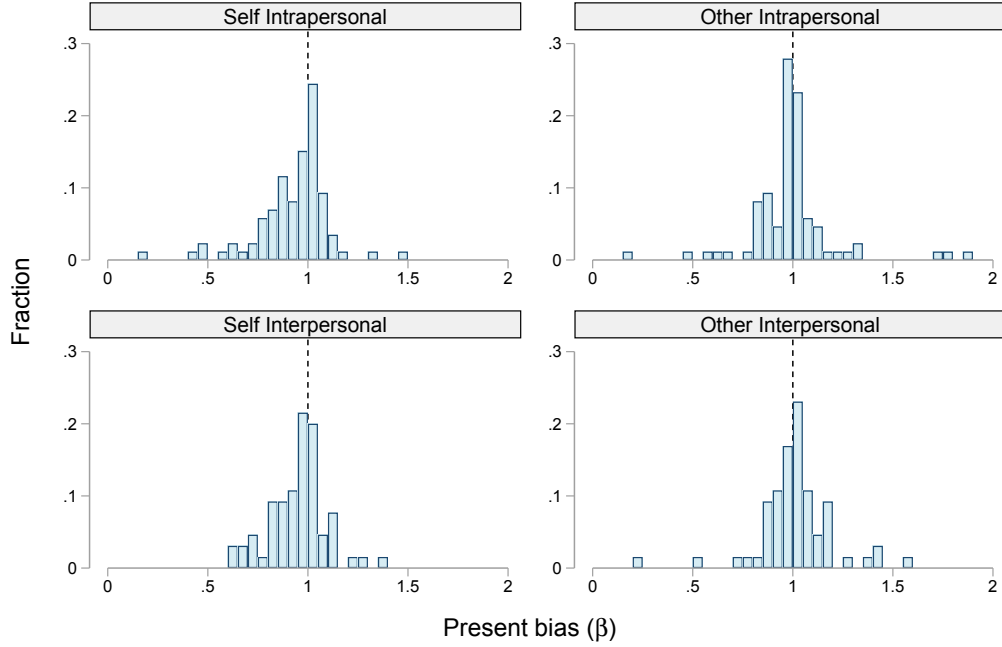 Self Intrapersonal
Other Intrapersonal
.3
.2
.1
0
0 .5 1 1.5 2
.3
.2
.1
0
0 .5 1 1.5 2
Self Interpersonal
Other Interpersonal
.3
.2
.1
0
0 .5 1 1.5 2
.3
.2
.1
0
0 .5 1 1.5 2
Fraction
Present bias (β)